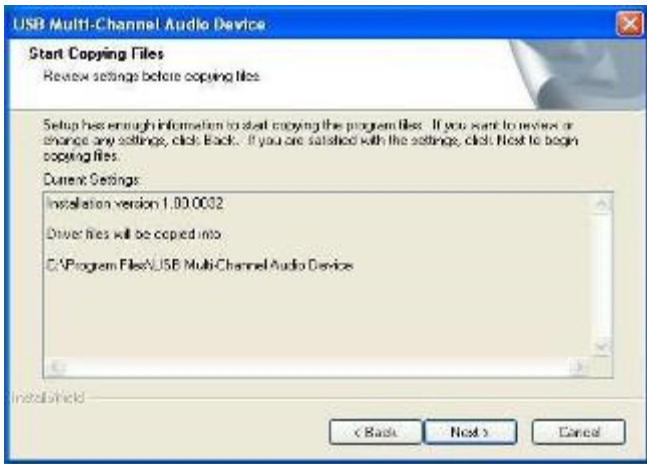 USB Multi-Channel Audio Device
Start Copying Files
Review settings before copying files.
Setup has enough information to start copying the program files. If you want to review or
change any settings, click Back. If you are satisfied with the settings, click Next to begin
copying files.
Current Settings:
Installation version 1.00.0032
Driver files will be copied into
C:\Program Files\USB Multi-Channel Audio Device
InstallShield
< Back
Next >
Cancel